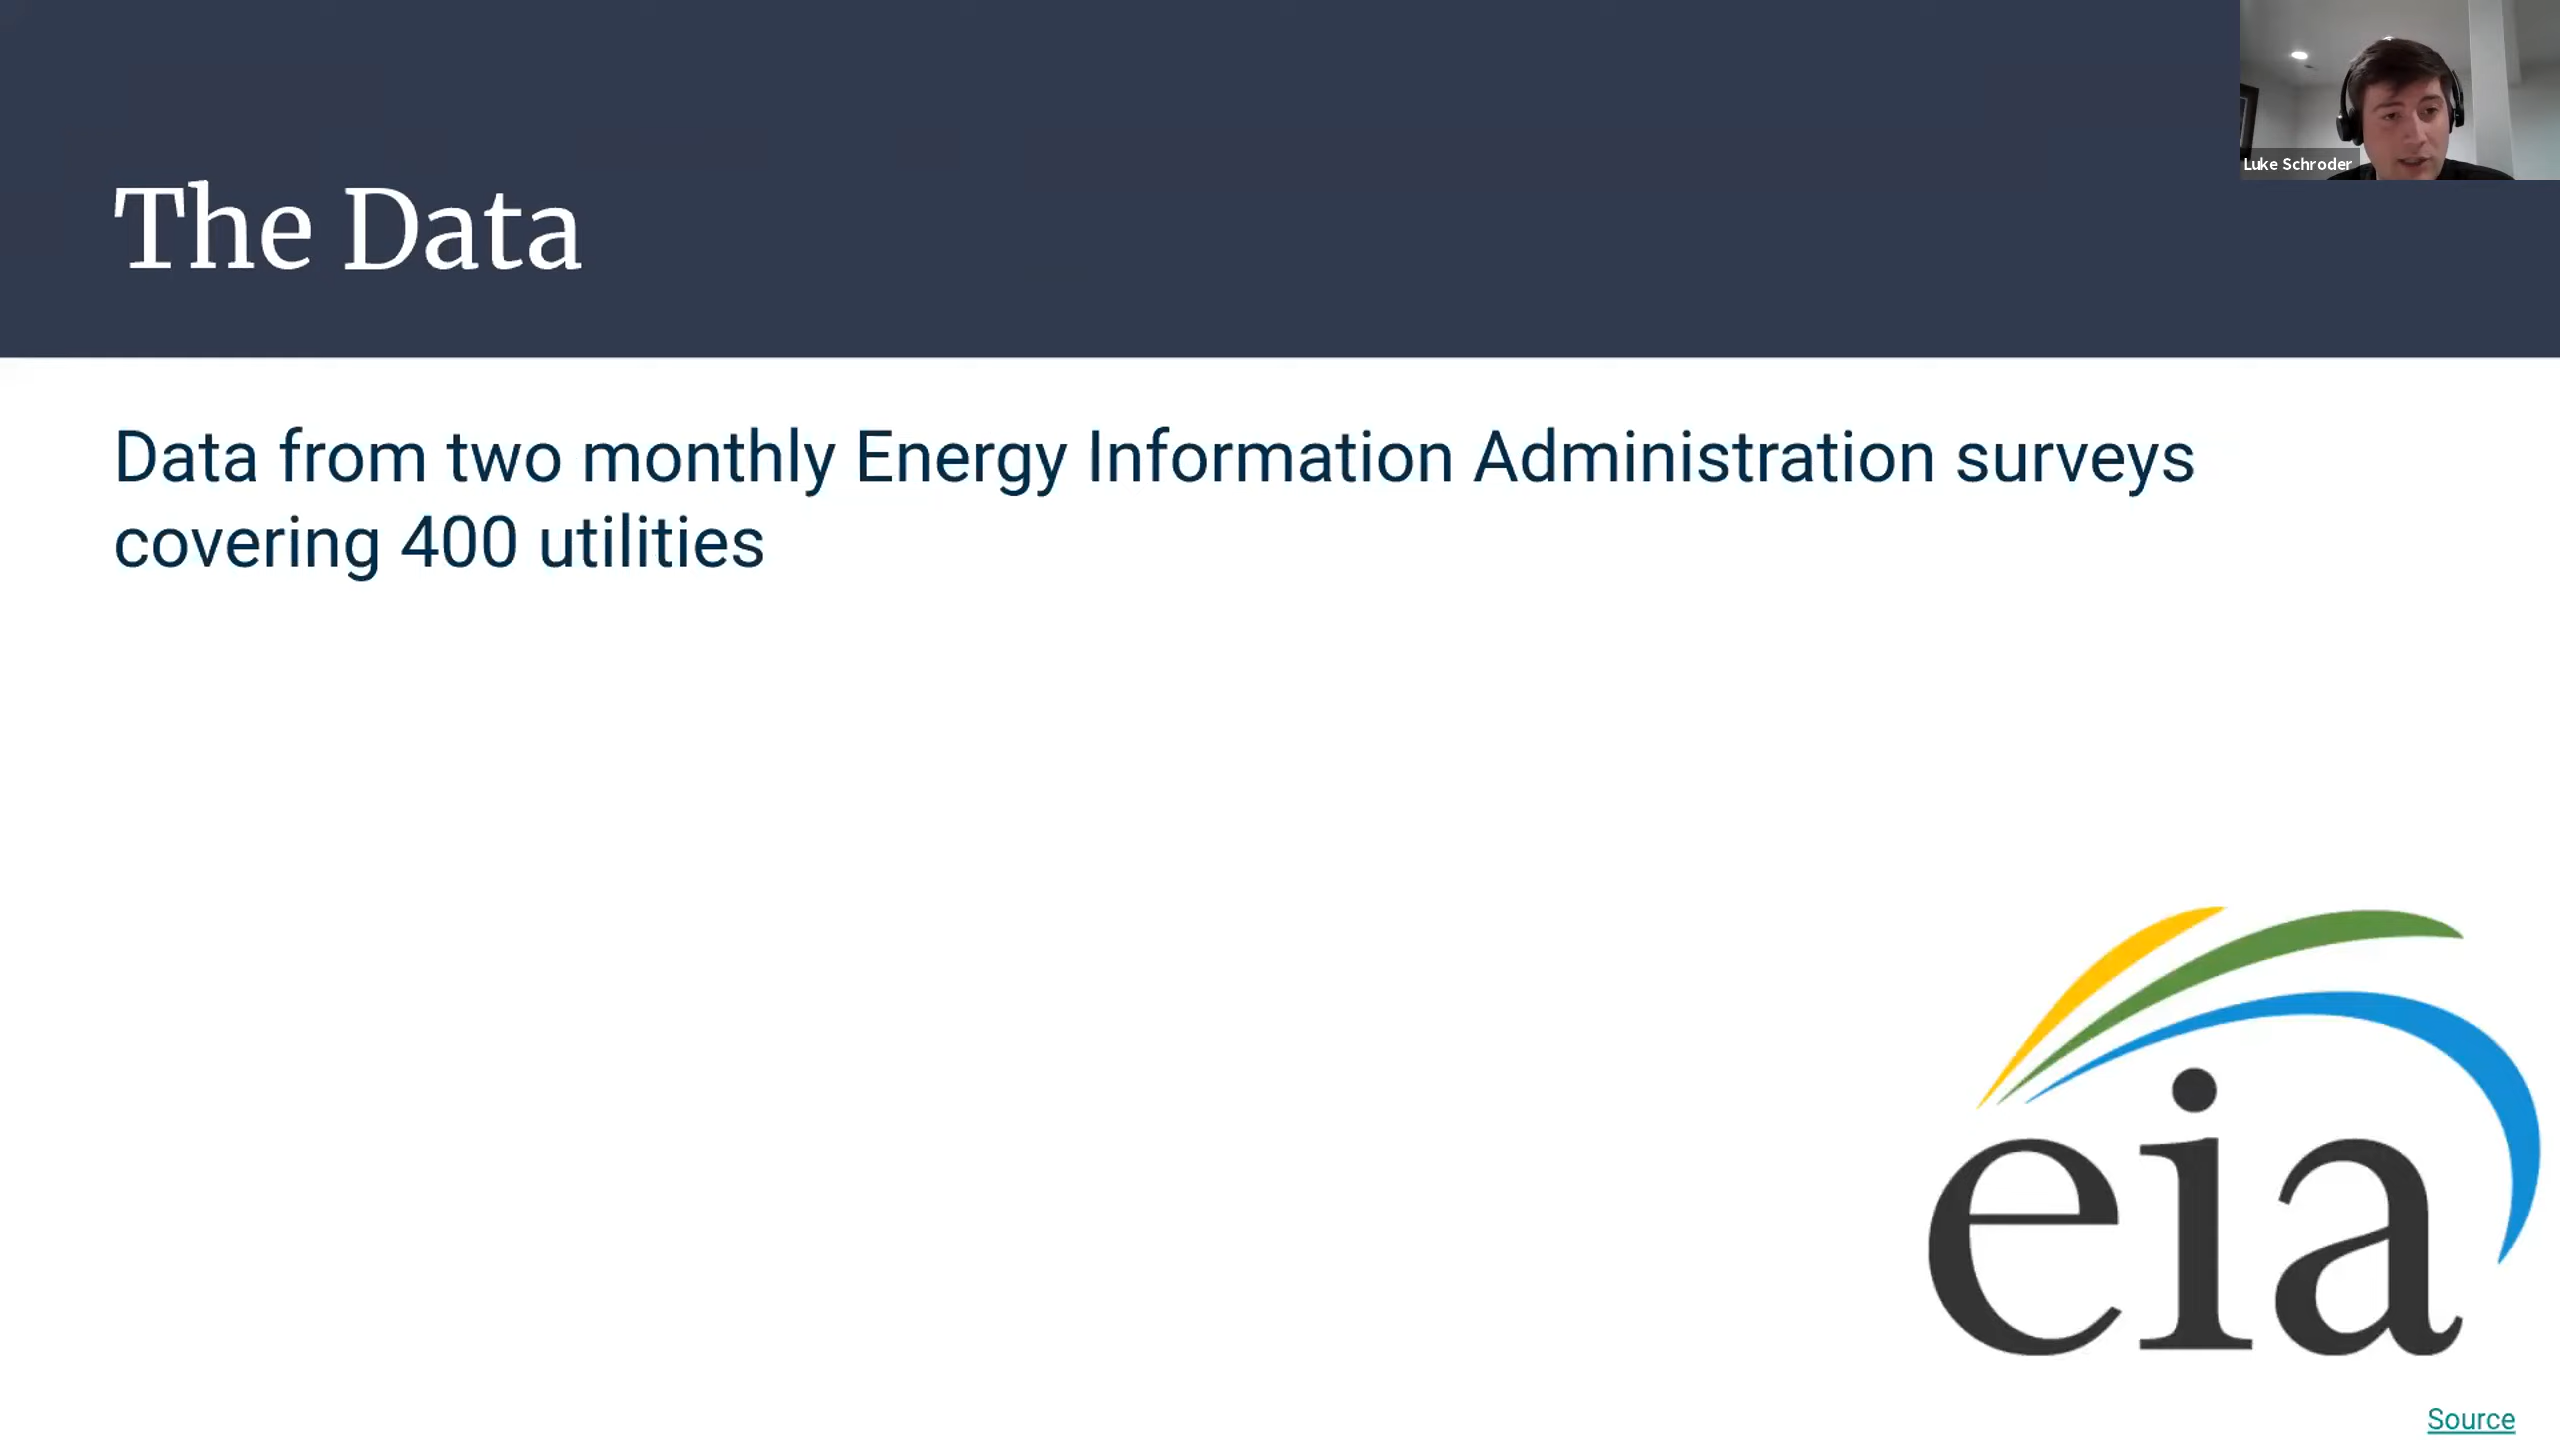 Luke Schroder
The Data
Data from two monthly Energy Information Administration surveys
covering 400 utilities
eia
Source